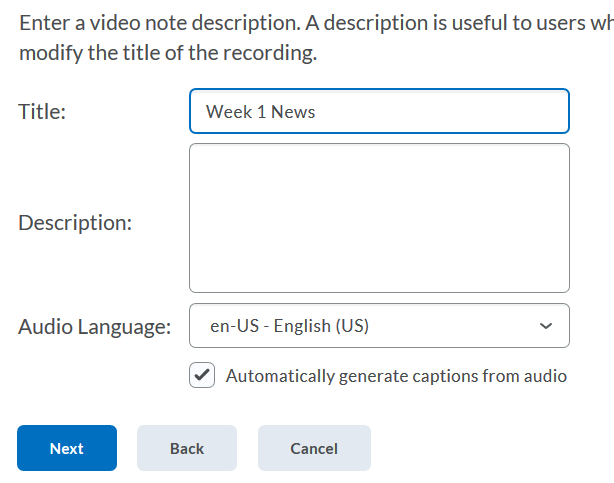 Enter a video note description. A description is useful to users
modify the title of the recording.
Title:
Week 1 News
Description:
Audio Language:
en-US - English (US)
Automatically generate captions from audio
Next
Back
Cancel